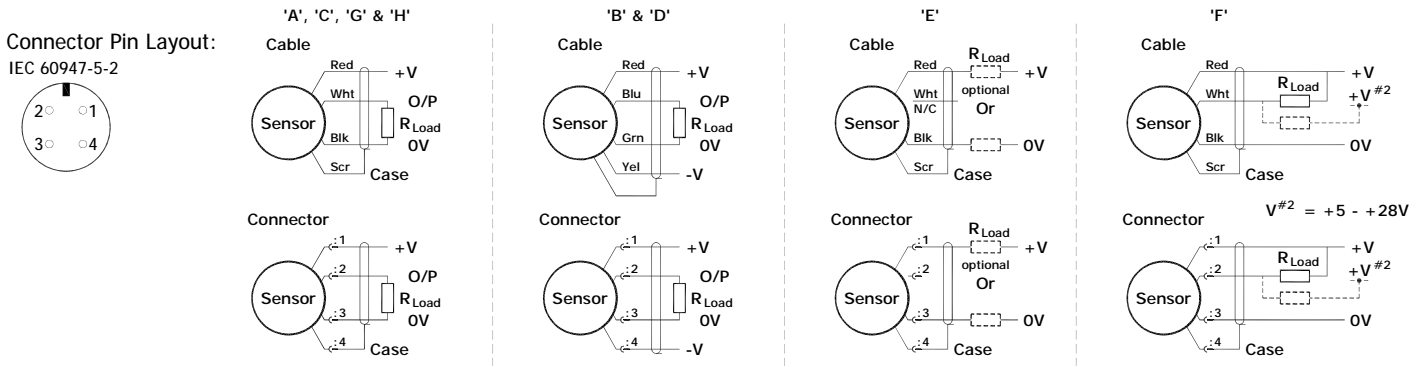 'A', 'C', 'G' & 'H'
'B' & 'D'
'E'
'F'
Connector Pin Layout:
IEC 60947-5-2
2 1
3 4
Cable
Red +V
Wht O/P
Sensor RLoad
Blk 0V
Scr Case
Cable
Red +V
Blu O/P
Sensor RLoad
Grn 0V
Yel -V
Cable
RLoad
Red +V
Wht optional
N/C Or
Sensor
Blk 0V
Scr Case
Cable
Red +V
RLoad
Wht +V#2
Sensor
Blk 0V
Scr Case
V#2 = +5 - +28V
Connector
:1 +V
:2 O/P
Sensor RLoad
:3 0V
:4 Case
Connector
:1 +V
:2 O/P
Sensor RLoad
:3 0V
:4 -V
Connector
RLoad
:1 +V
optional
:2 Or
Sensor
:3 0V
:4 Case
Connector
:1 +V
RLoad
:2 +V#2
Sensor
:3 0V
:4 Case